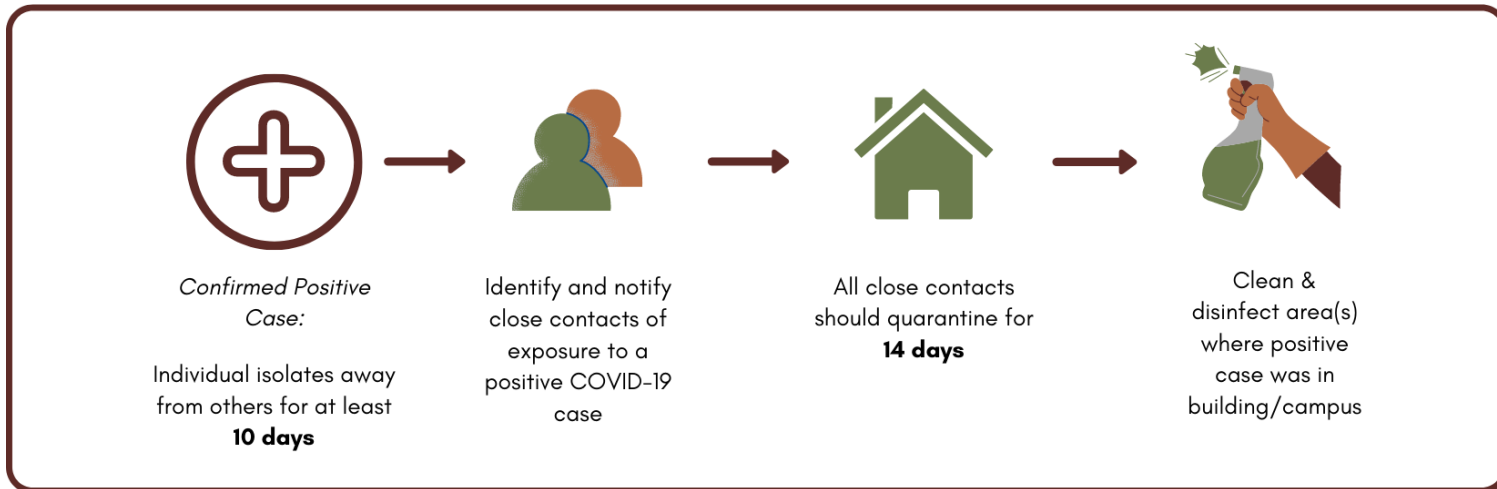 Confirmed Positive
Case:
Individual isolates away
from others for at least
10 days
Identify and notify
close contacts of
exposure to a
positive COVID-19
case
All close contacts
should quarantine for
14 days
Clean &
disinfect area(s)
where positive
case was in
building/campus